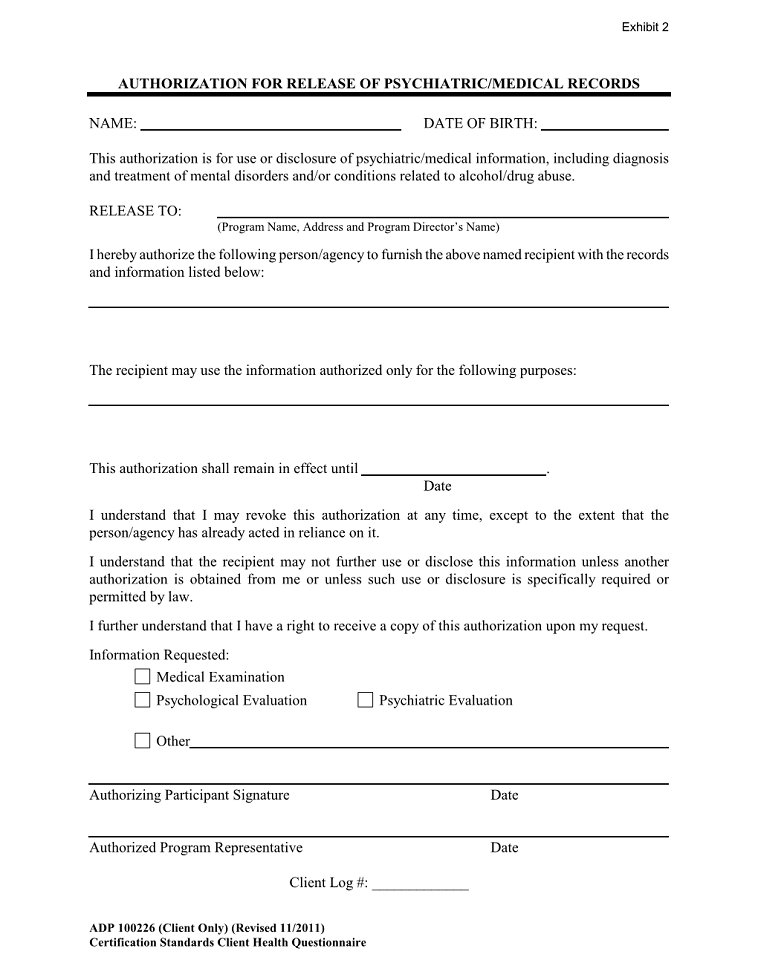 Exhibit 2
AUTHORIZATION FOR RELEASE OF PSYCHIATRIC/MEDICAL RECORDS
NAME: DATE OF BIRTH:
This authorization is for use or disclosure of psychiatric/medical information, including diagnosis
and treatment of mental disorders and/or conditions related to alcohol/drug abuse.
RELEASE TO:
(Program Name, Address and Program Director’s Name)
I hereby authorize the following person/agency to furnish the above named recipient with the records
and information listed below:
The recipient may use the information authorized only for the following purposes:
This authorization shall remain in effect until .
Date
I understand that I may revoke this authorization at any time, except to the extent that the
person/agency has already acted in reliance on it.
I understand that the recipient may not further use or disclose this information unless another
authorization is obtained from me or unless such use or disclosure is specifically required or
permitted by law.
I further understand that I have a right to receive a copy of this authorization upon my request.
Information Requested:
Medical Examination
Psychological Evaluation Psychiatric Evaluation
Other
Authorizing Participant Signature Date
Authorized Program Representative Date
Client Log #: _____________
ADP 100226 (Client Only) (Revised 11/2011)
Certification Standards Client Health Questionnaire